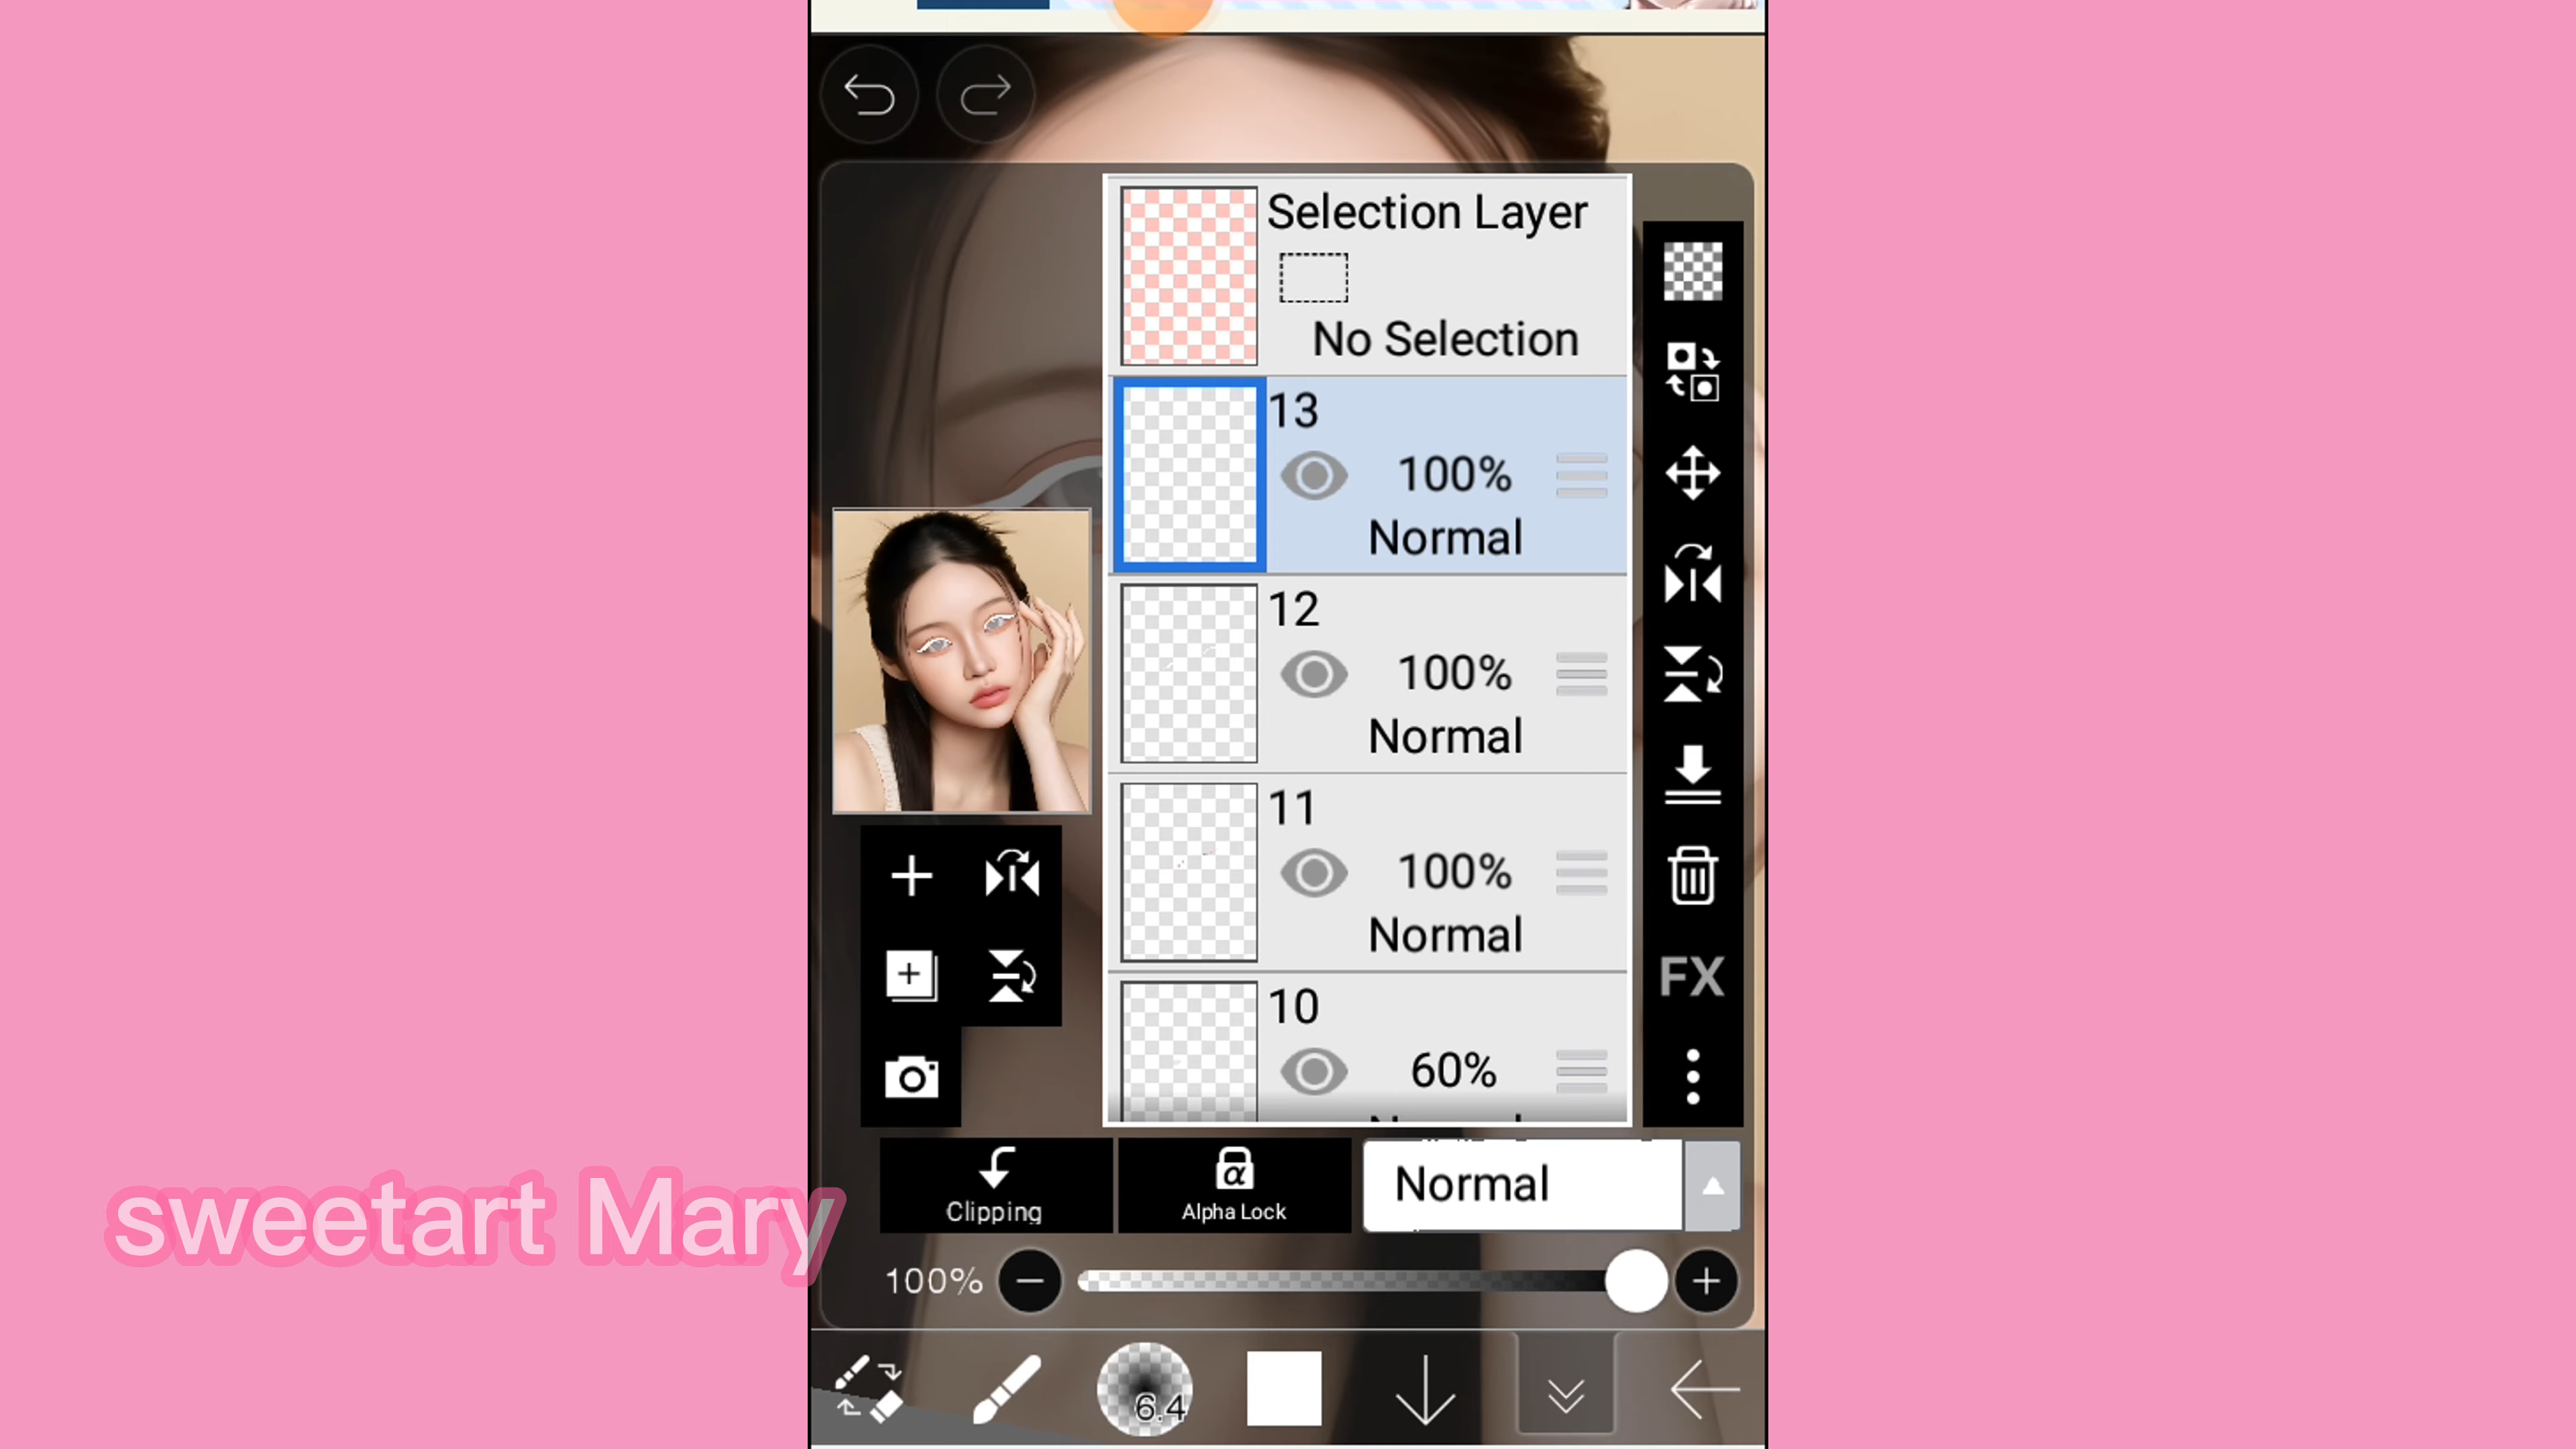 Selection Layer
No Selection
13
100%
Normal
12
100%
Normal
11
100%
Normal
10
60%
FX
Clipping
α
Alpha Lock
Normal
100%
6.4
sweetart Mary